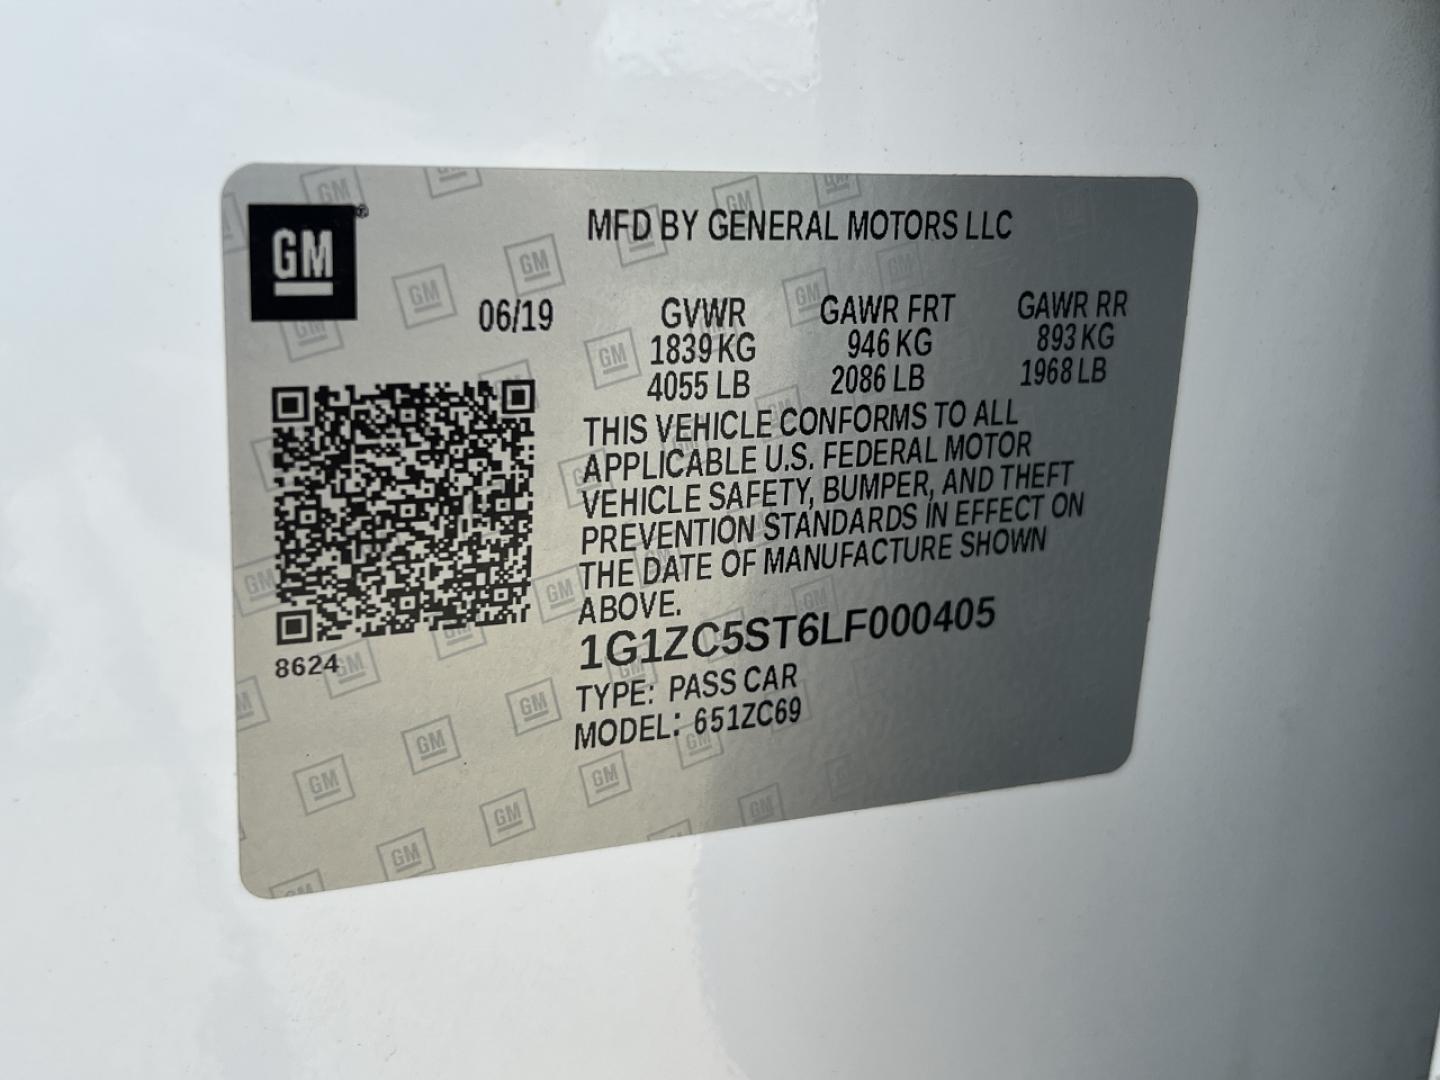 GM
MFD BY GENERAL MOTORS LLC
06/19
GVWR
1839 KG
4055 LB
GAWR FRT
946 KG
2086 LB
GAWR RR
893 KG
1968 LB
THIS VEHICLE CONFORMS TO ALL
APPLICABLE U.S. FEDERAL MOTOR
VEHICLE SAFETY, BUMPER, AND THEFT
PREVENTION STANDARDS IN EFFECT ON
THE DATE OF MANUFACTURE SHOWN
ABOVE.
1G1ZC5ST6LF000405
TYPE: PASS CAR
MODEL: 651ZC69
8624